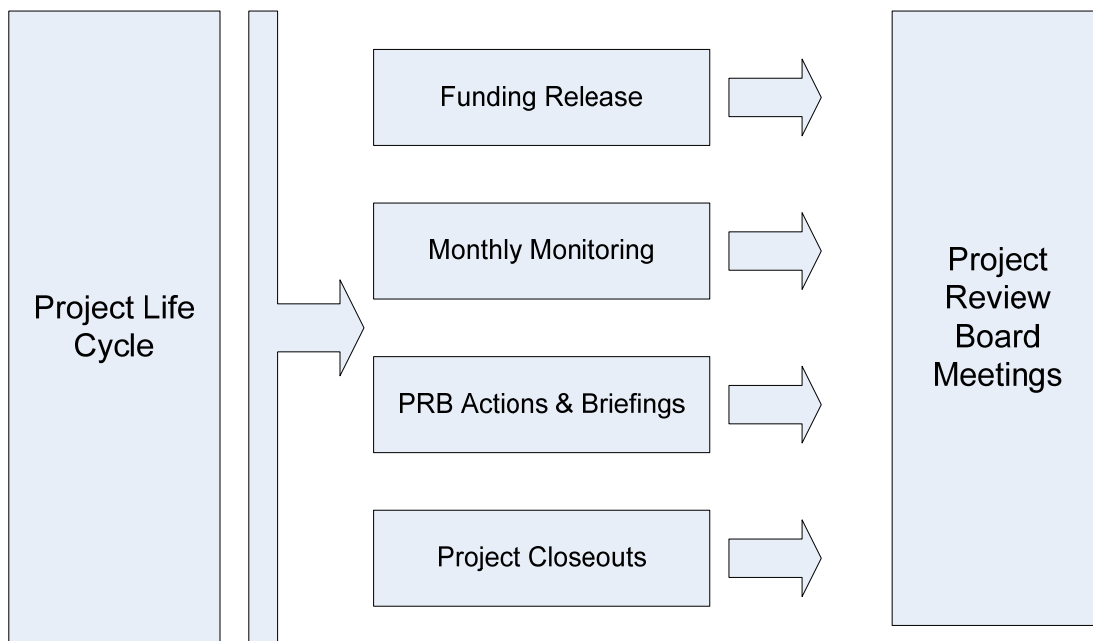 Project Life
Cycle
Funding Release
Monthly Monitoring
PRB Actions & Briefings
Project Closeouts
Project
Review
Board
Meetings